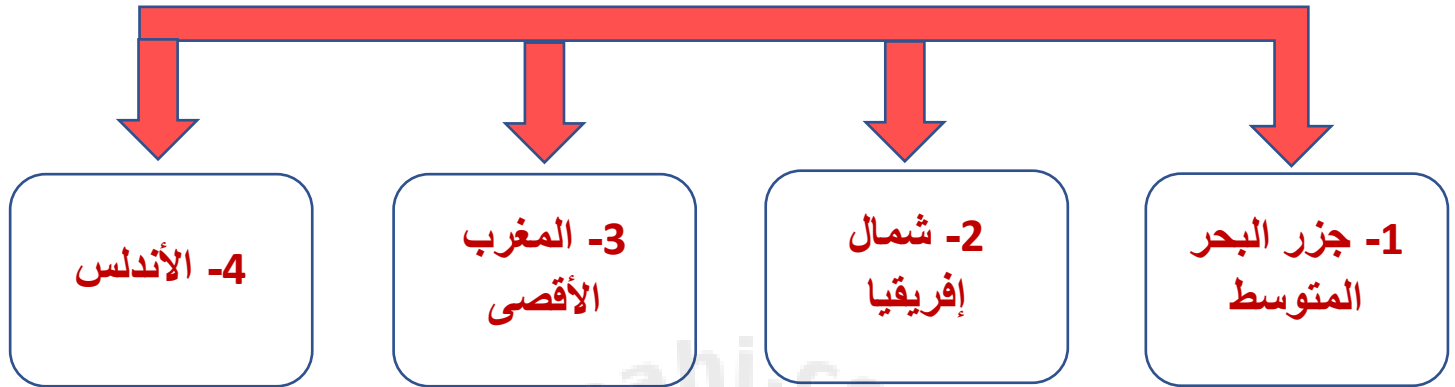 1- جزر البحر
المتوسط
2- شمال
إفريقيا
3- المغرب
الأقصى
4- الأندلس